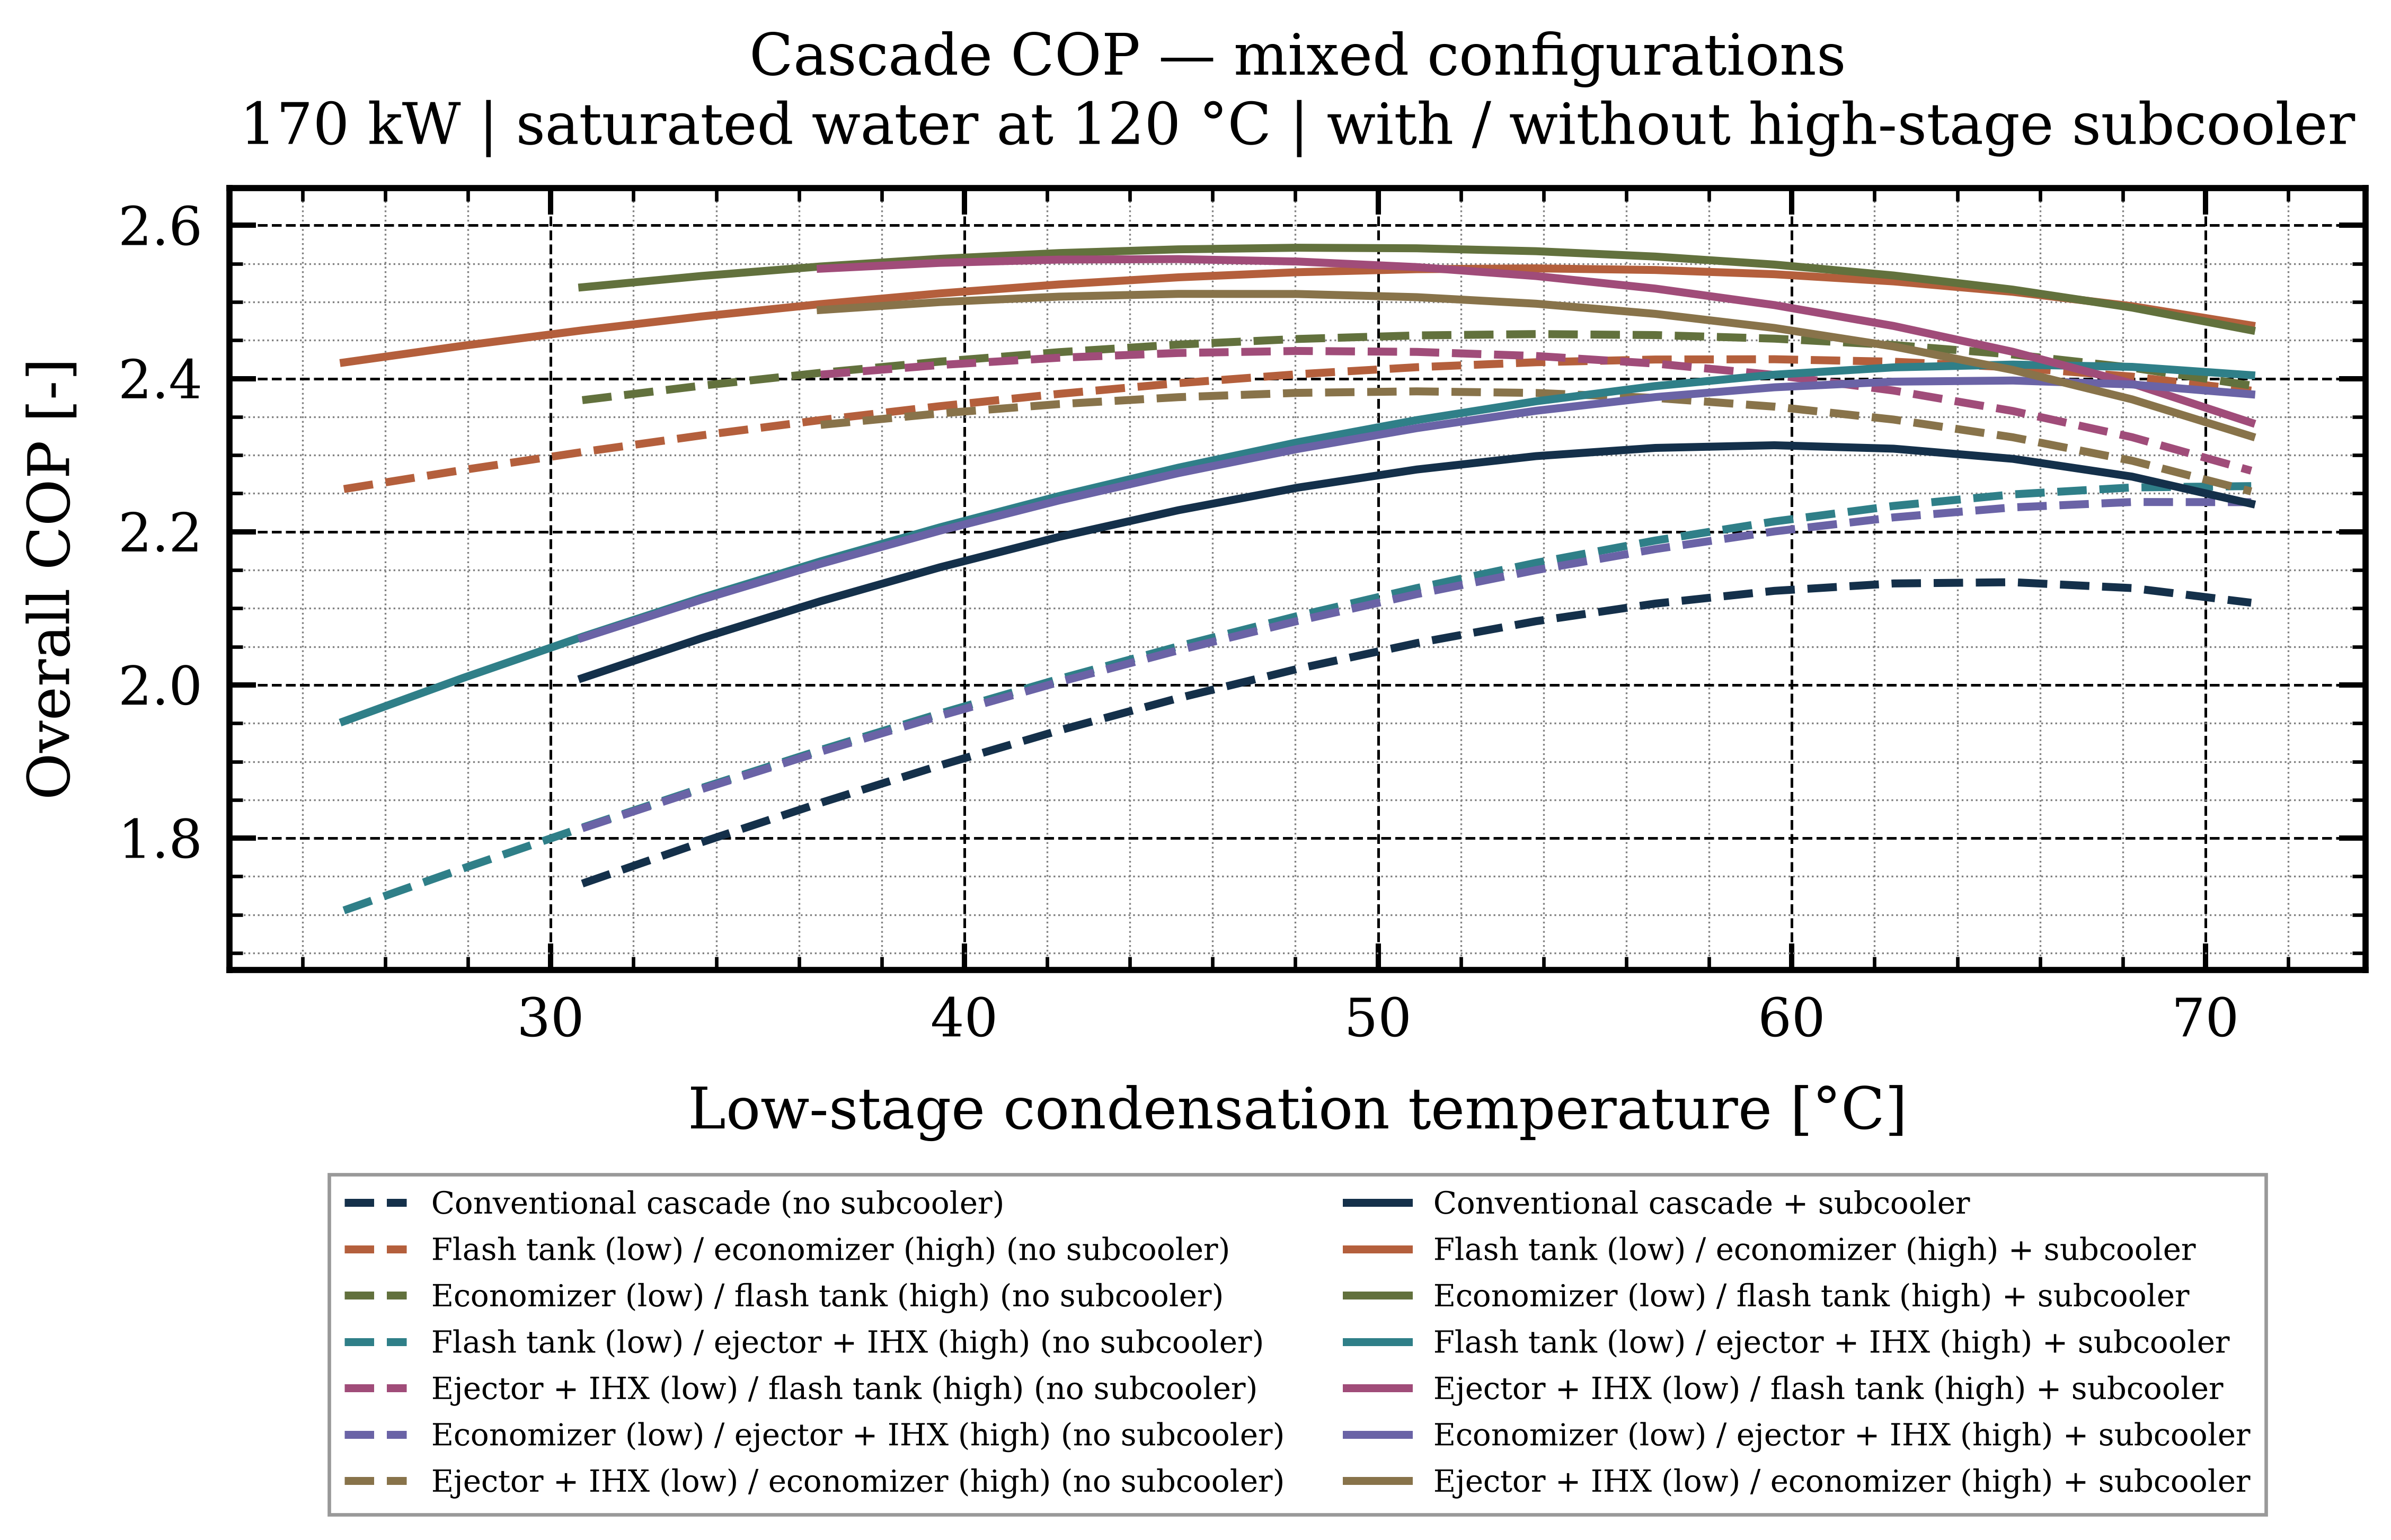 Cascade COP — mixed configurations
170 kW | saturated water at 120 °C | with / without high-stage subcooler
Overall COP [-]
2.6
2.4
2.2
2.0
1.8
30 40 50 60 70
Low-stage condensation temperature [°C]
Conventional cascade (no subcooler)
Flash tank (low) / economizer (high) (no subcooler)
Economizer (low) / flash tank (high) (no subcooler)
Flash tank (low) / ejector + IHX (high) (no subcooler)
Ejector + IHX (low) / flash tank (high) (no subcooler)
Economizer (low) / ejector + IHX (high) (no subcooler)
Ejector + IHX (low) / economizer (high) (no subcooler)
Conventional cascade + subcooler
Flash tank (low) / economizer (high) + subcooler
Economizer (low) / flash tank (high) + subcooler
Flash tank (low) / ejector + IHX (high) + subcooler
Ejector + IHX (low) / flash tank (high) + subcooler
Economizer (low) / ejector + IHX (high) + subcooler
Ejector + IHX (low) / economizer (high) + subcooler